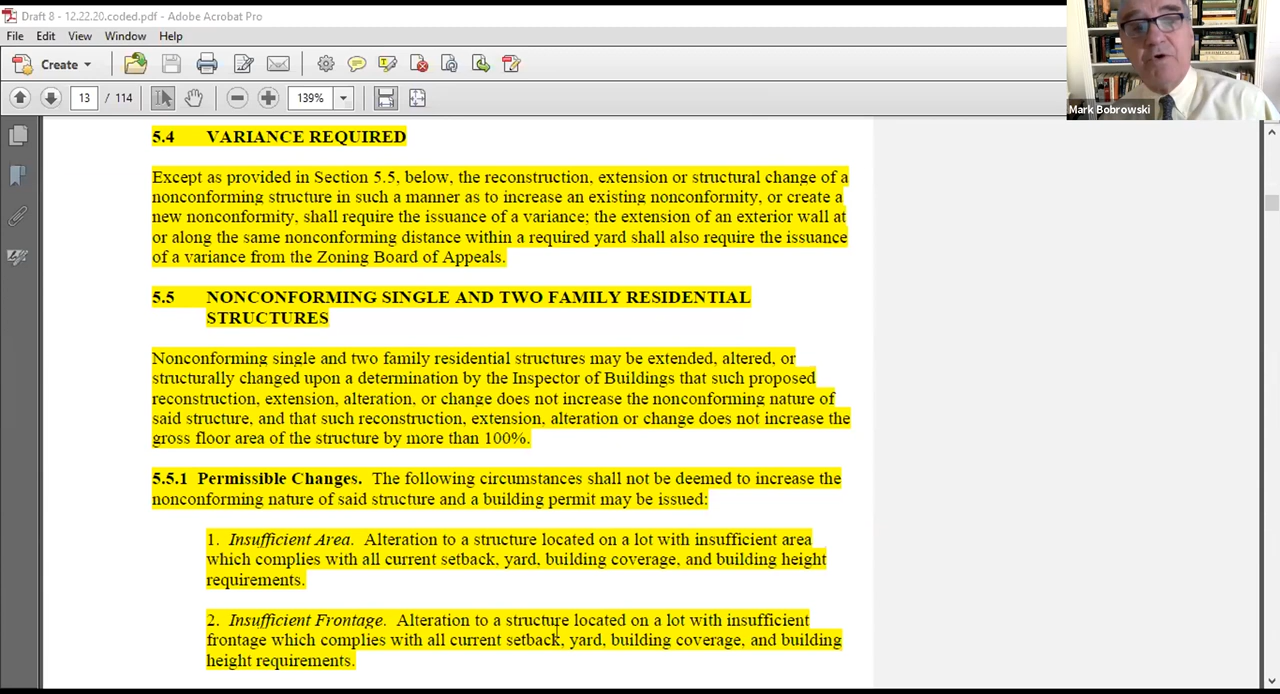 Draft 8 - 12.22.20.coded.pdf - Adobe Acrobat Pro
File Edit View Window Help
Create
13 / 114 139%
Mark Bobrowski
5.4 VARIANCE REQUIRED
Except as provided in Section 5.5, below, the reconstruction, extension or structural change of a
nonconforming structure in such a manner as to increase an existing nonconformity, or create a
new nonconformity, shall require the issuance of a variance; the extension of an exterior wall at
or along the same nonconforming distance within a required yard shall also require the issuance
of a variance from the Zoning Board of Appeals.
5.5 NONCONFORMING SINGLE AND TWO FAMILY RESIDENTIAL
STRUCTURES
Nonconforming single and two family residential structures may be extended, altered, or
structurally changed upon a determination by the Inspector of Buildings that such proposed
reconstruction, extension, alteration, or change does not increase the nonconforming nature of
said structure, and that such reconstruction, extension, alteration or change does not increase the
gross floor area of the structure by more than 100%.
5.5.1 Permissible Changes. The following circumstances shall not be deemed to increase the
nonconforming nature of said structure and a building permit may be issued:
1. Insufficient Area. Alteration to a structure located on a lot with insufficient area
which complies with all current setback, yard, building coverage, and building height
requirements.
2. Insufficient Frontage. Alteration to a structure located on a lot with insufficient
frontage which complies with all current setback, yard, building coverage, and building
height requirements.